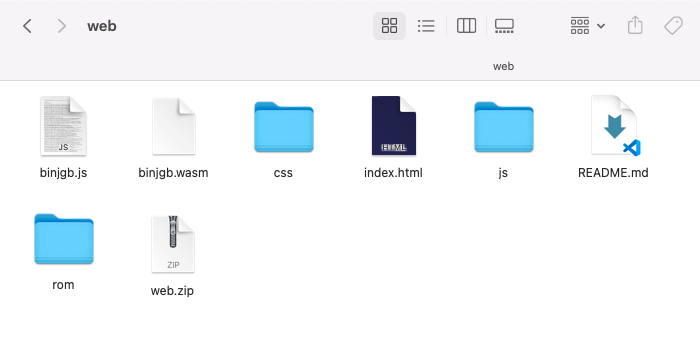 web
web
JS
binjgb.js
binjgb.wasm
css
HTML
index.html
js
README.md
rom
ZIP
web.zip